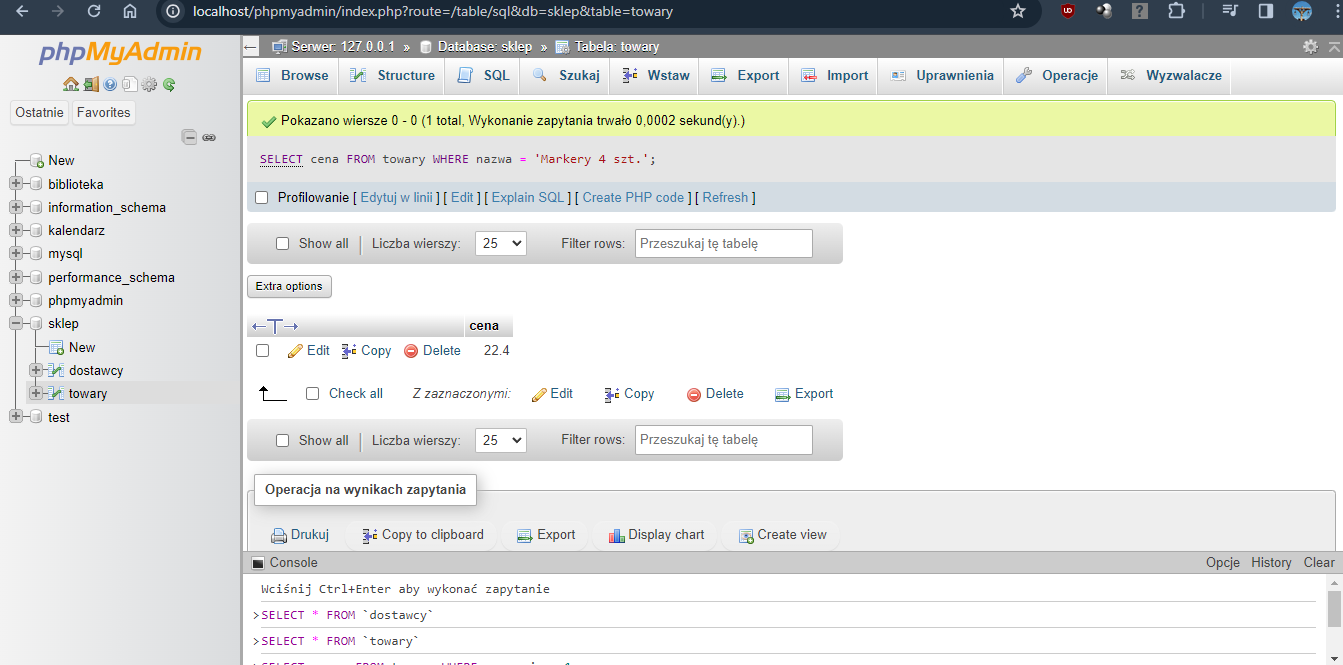 localhost/phpmyadmin/index.php?route=/table/sql&db=sklep&table=towary
phpMyAdmin
Ostatnie Favorites
New
biblioteka
information_schema
kalendarz
mysql
performance_schema
phpmyadmin
sklep
New
dostawcy
towary
test
Serwer: 127.0.0.1 » Database: sklep » Tabela: towary
Browse Structure SQL Szukaj Wstaw Export Import Uprawnienia Operacje Wyzwalacze
Pokazano wiersze 0 - 0 (1 total, Wykonanie zapytania trwało 0,0002 sekund(y).)
SELECT cena FROM towary WHERE nazwa = 'Markery 4 szt.';
Profilowanie [ Edytuj w linii ] [ Edit ] [ Explain SQL ] [ Create PHP code ] [ Refresh ]
Show all Liczba wierszy: 25 Filter rows: Przeszukaj tę tabelę
Extra options
←T→ cena
Edit Copy Delete 22.4
Check all Z zaznaczonymi: Edit Copy Delete Export
Show all Liczba wierszy: 25 Filter rows: Przeszukaj tę tabelę
Operacja na wynikach zapytania
Drukuj Copy to clipboard Export Display chart Create view
Console Opcje History Clear
Wciśnij Ctrl+Enter aby wykonać zapytanie
>SELECT * FROM `dostawcy`
>SELECT * FROM `towary`